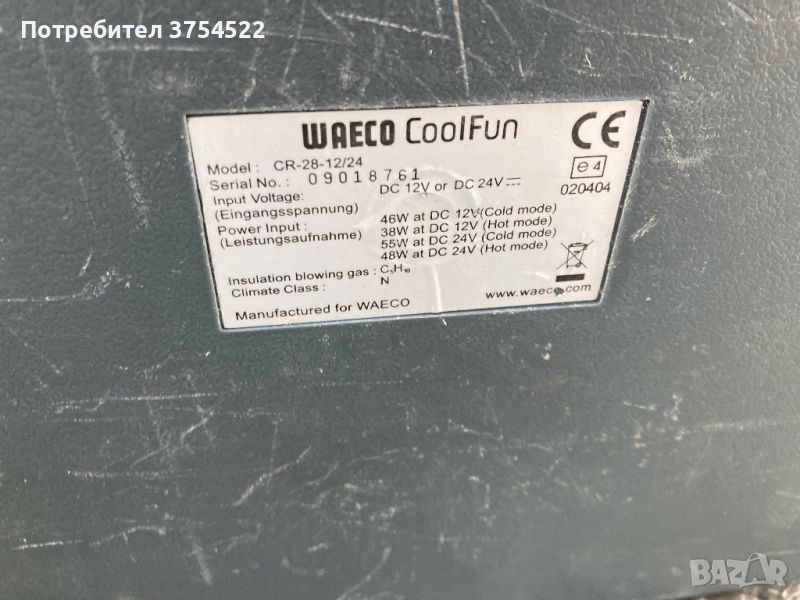 Потребител 3754522
WAECO CoolFun
CE
Model : CR-28-12/24
e4
Serial No. : 09018761
020404
Input Voltage: DC 12V or DC 24V
(Eingangsspannung)
Power Input : 46W at DC 12V(Cold mode)
(Leistungsaufnahme) 38W at DC 12V (Hot mode)
55W at DC 24V (Cold mode)
48W at DC 24V (Hot mode)
Insulation blowing gas : C₅H₁₀
Climate Class : N
Manufactured for WAECO
www.waeco.com
BAZAR